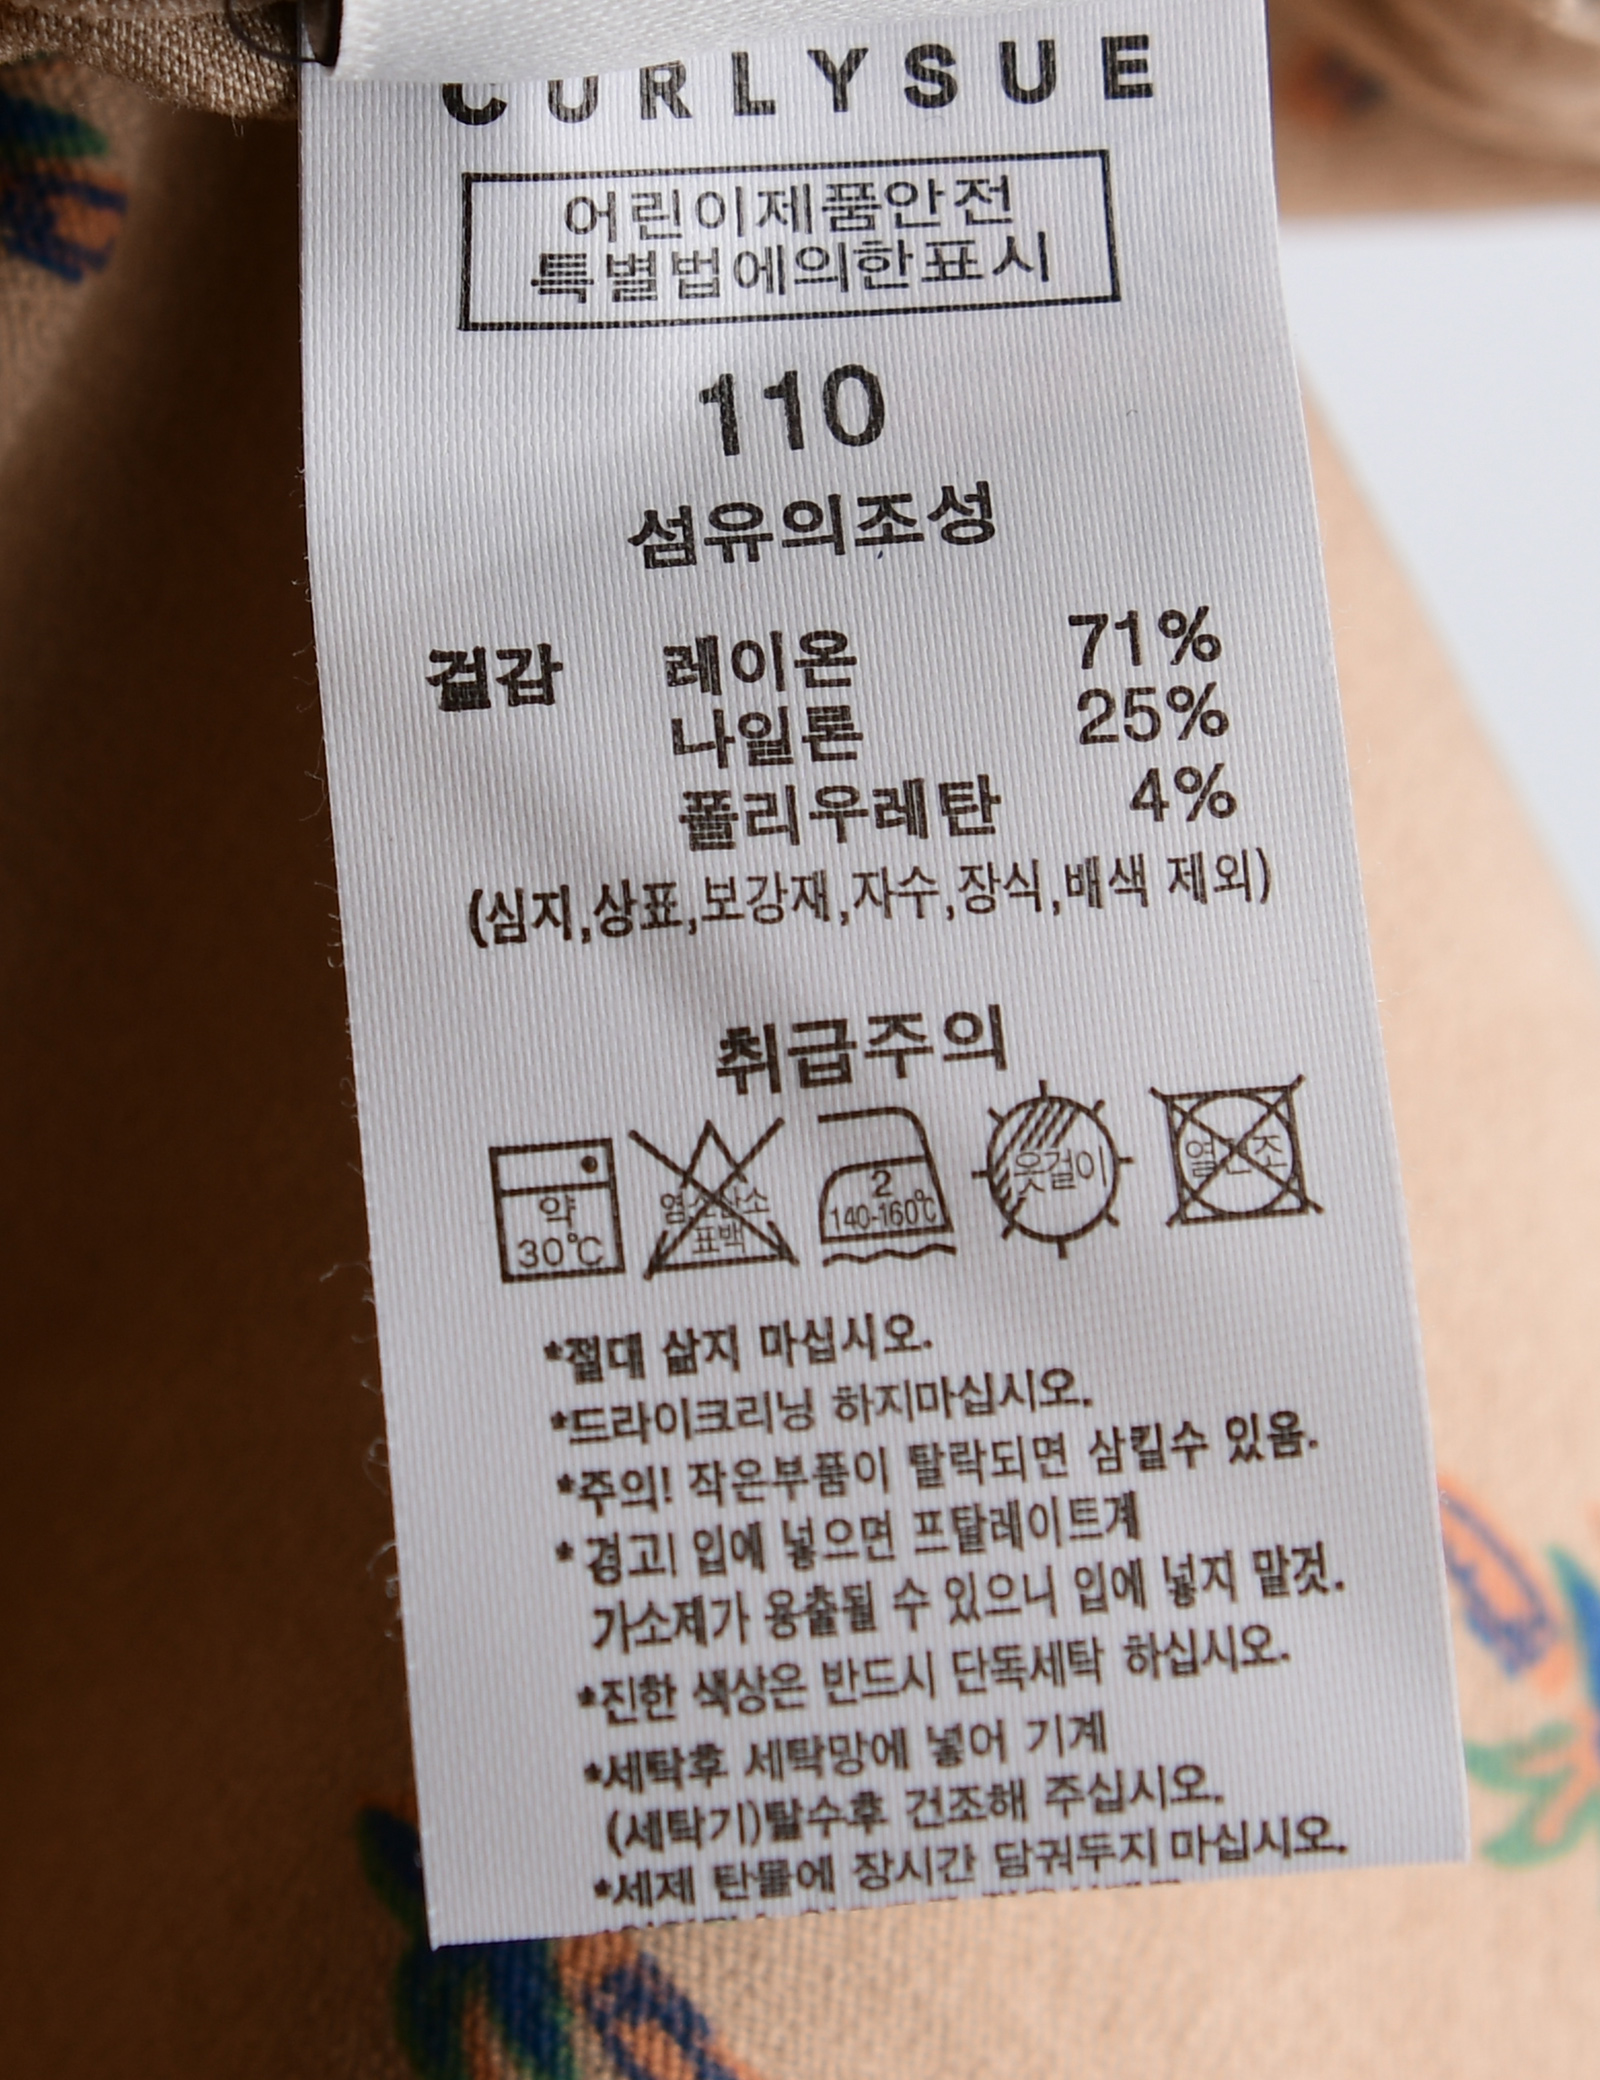 CURLYSUE
어린이제품안전
특별법에의한표시
110
섬유의조성
겉감 레이온 71%
나일론 25%
폴리우레탄 4%
(심지,상표,보강재,자수,장식,배색 제외)
취급주의
약
30℃
염소산소
표백
2
140-160℃
옷걸이
열건조
*절대 삶지 마십시오.
*드라이크리닝 하지마십시오.
*주의! 작은부품이 탈락되면 삼킬수 있음.
* 경고! 입에 넣으면 프탈레이트계
가소제가 용출될 수 있으니 입에 넣지 말것.
*진한 색상은 반드시 단독세탁 하십시오.
*세탁후 세탁망에 넣어 기계
(세탁기)탈수후 건조해 주십시오.
*세제 탄물에 장시간 담궈두지 마십시오.